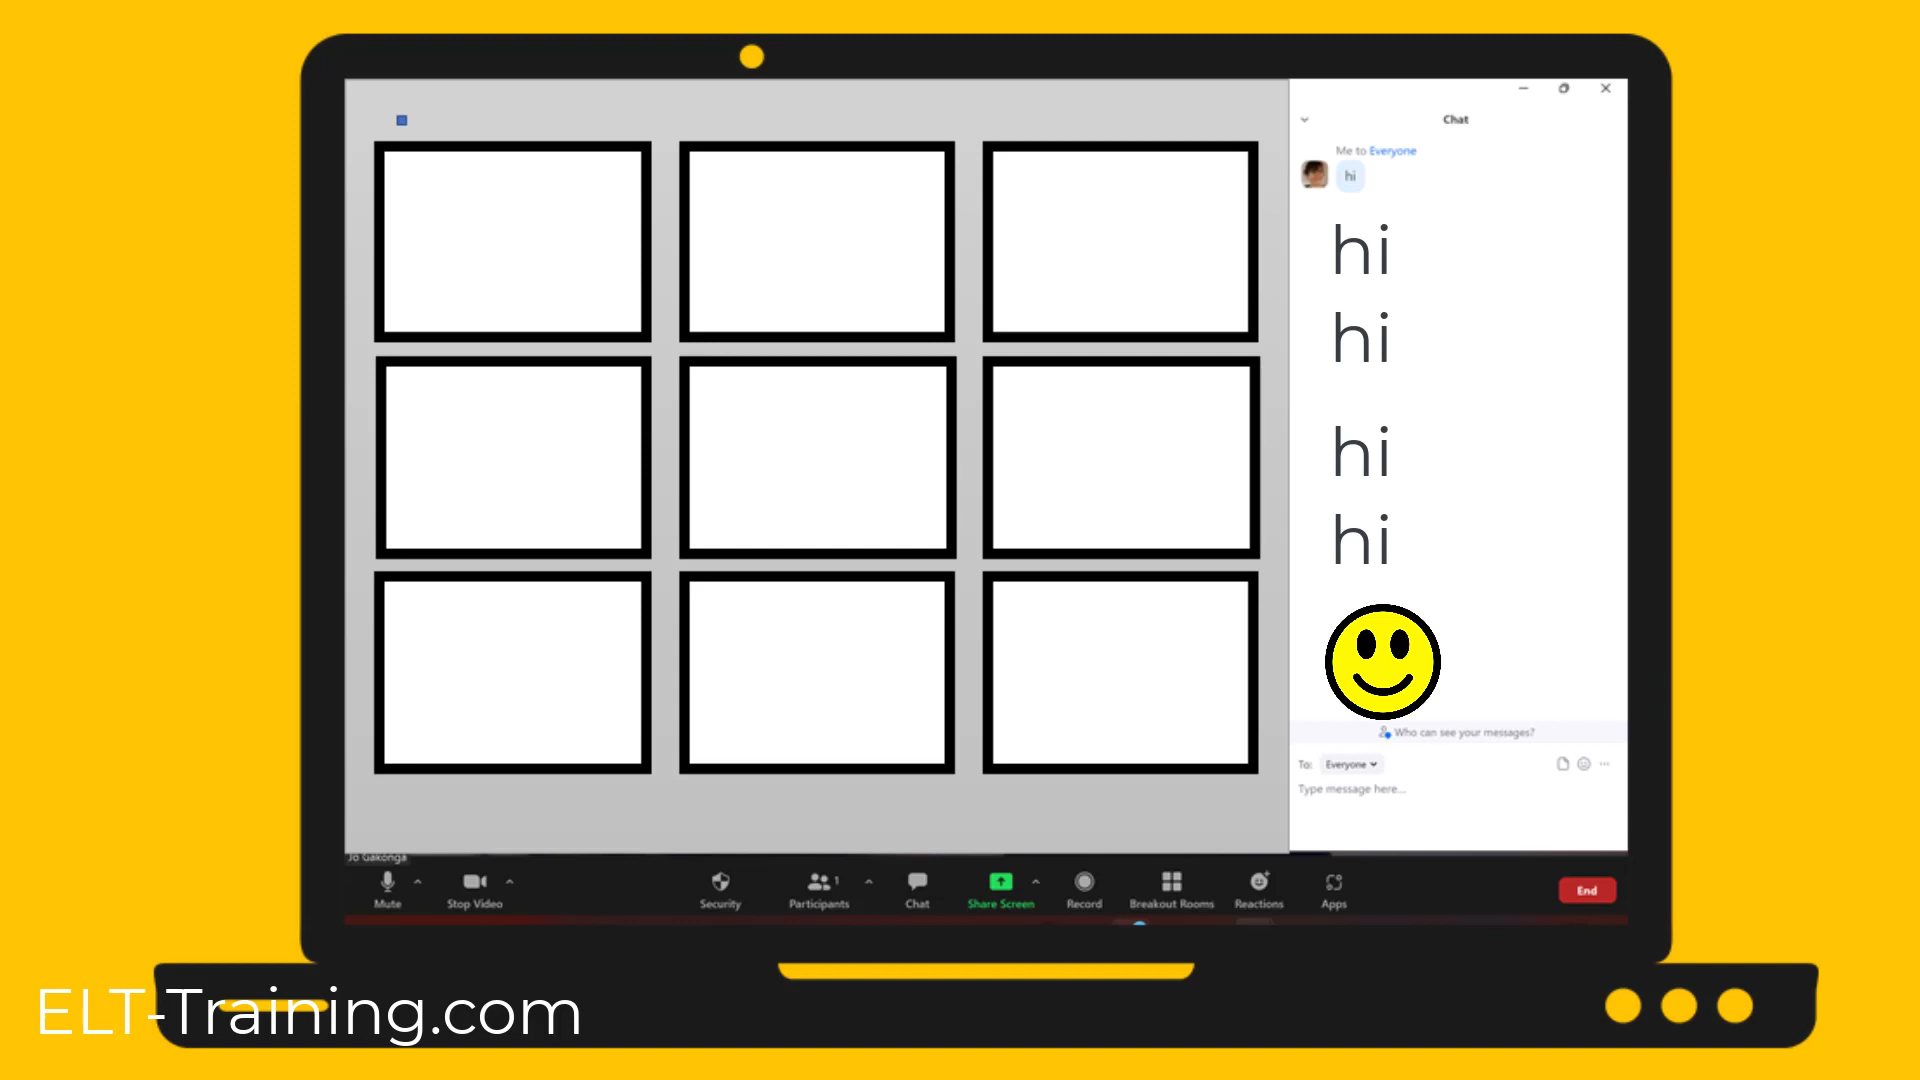 Chat
Me to Everyone
hi
hi
hi
hi
hi
Who can see your messages?
To: Everyone
Type message here...
Jo Gakonga
Mute
Stop Video
Security
Participants
1
Chat
Share Screen
Record
Breakout Rooms
Reactions
Apps
End
ELT-Training.com